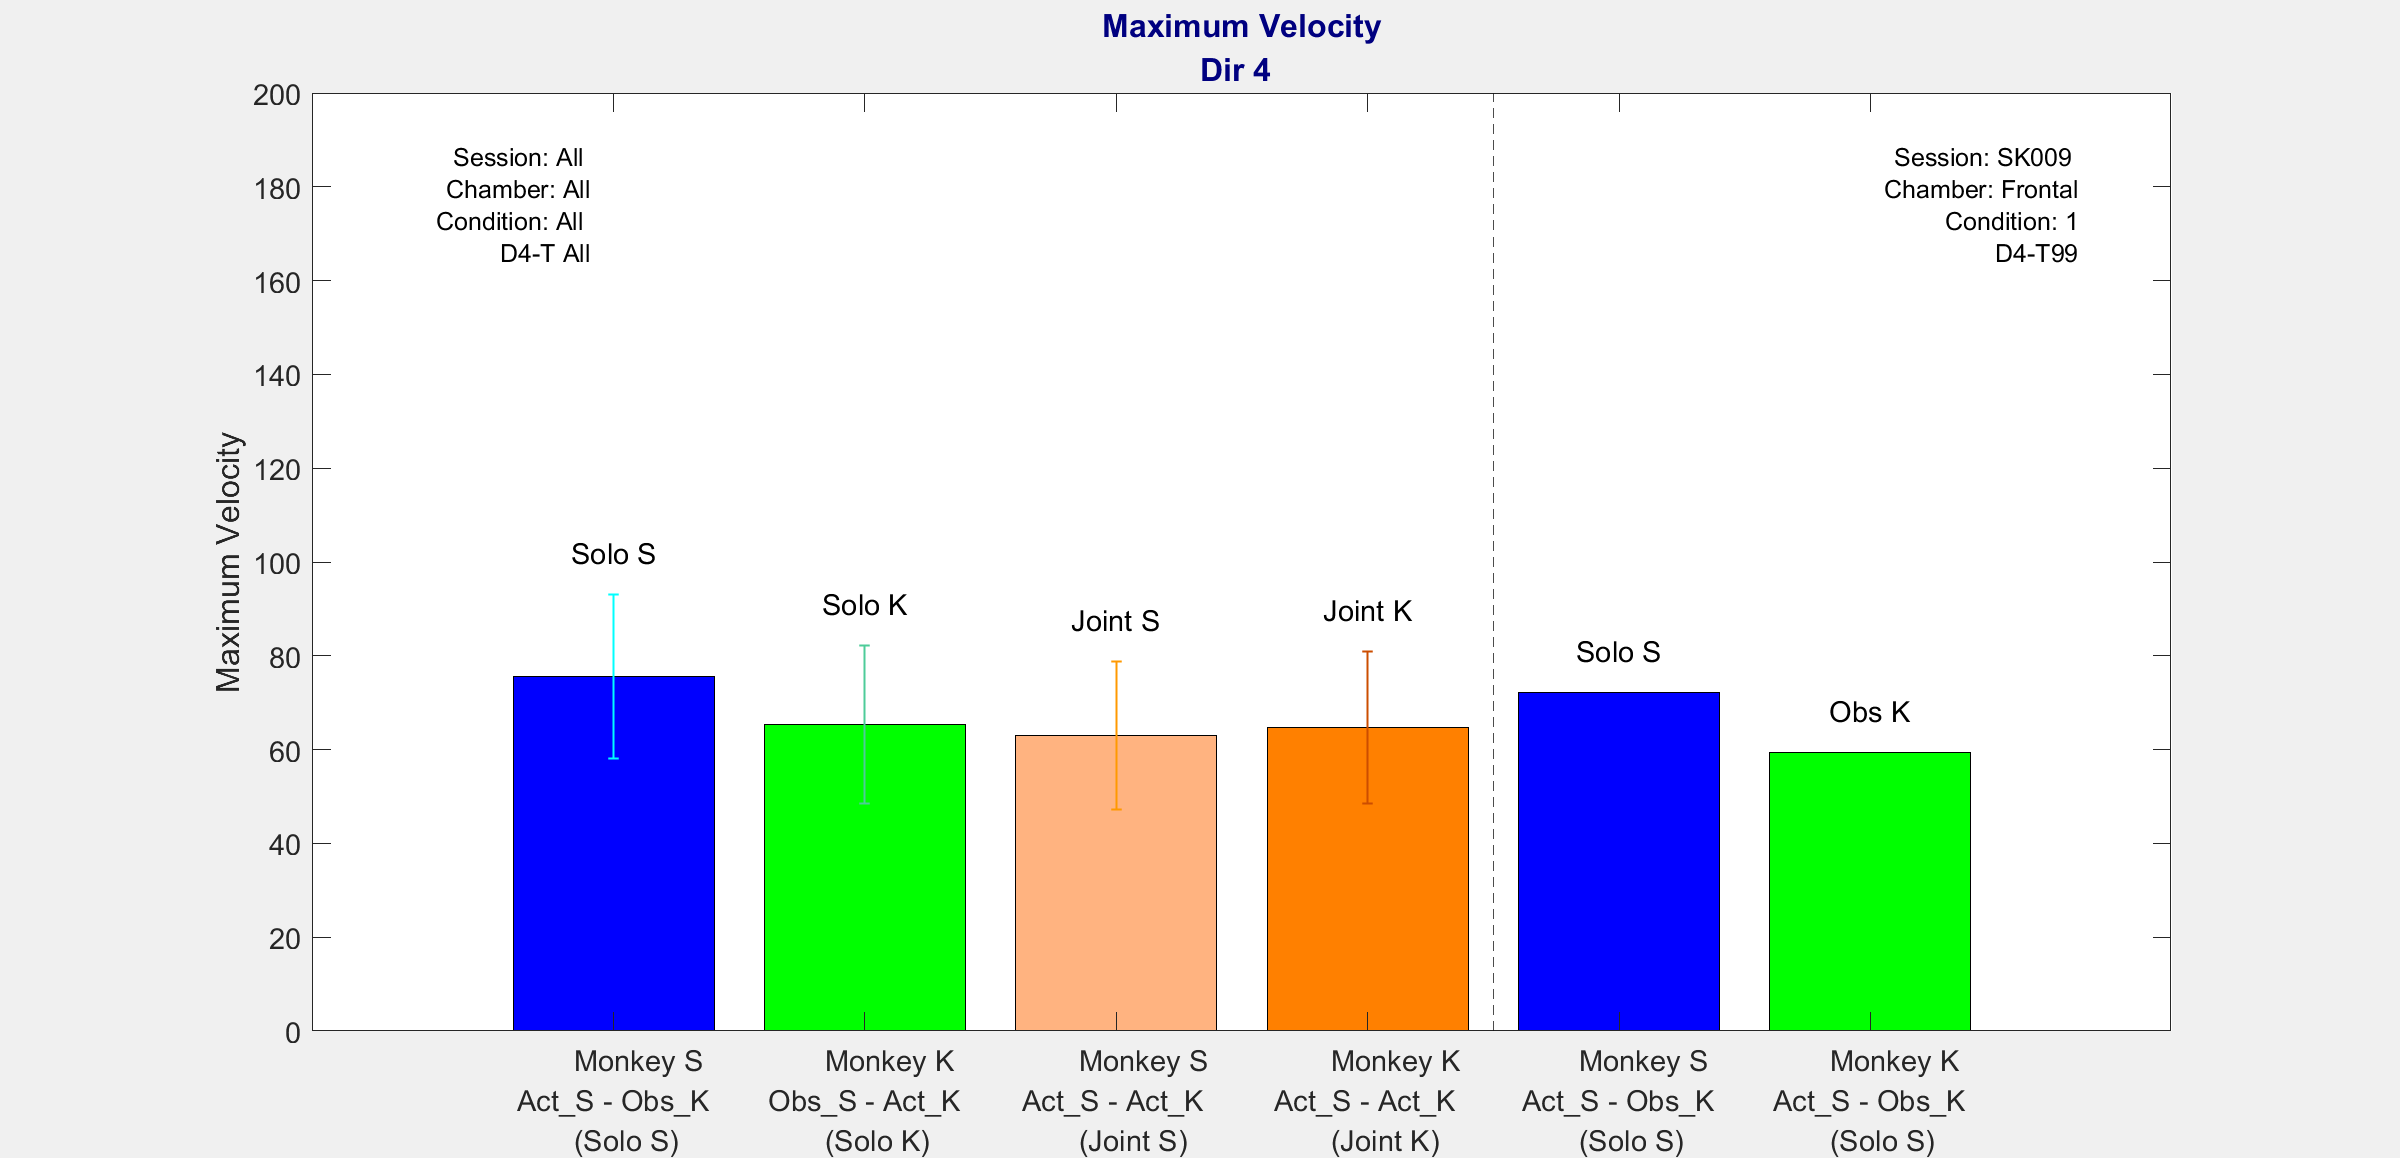 Maximum Velocity
Dir 4
Session: All
Chamber: All
Condition: All
D4-T All
Session: SK009
Chamber: Frontal
Condition: 1
D4-T99
Maximum Velocity
200
180
160
140
120
100
80
60
40
20
0
Solo S
Solo K
Joint S
Joint K
Solo S
Obs K
Monkey S
Act_S - Obs_K
(Solo S)
Monkey K
Obs_S - Act_K
(Solo K)
Monkey S
Act_S - Act_K
(Joint S)
Monkey K
Act_S - Act_K
(Joint K)
Monkey S
Act_S - Obs_K
(Solo S)
Monkey K
Act_S - Obs_K
(Solo S)